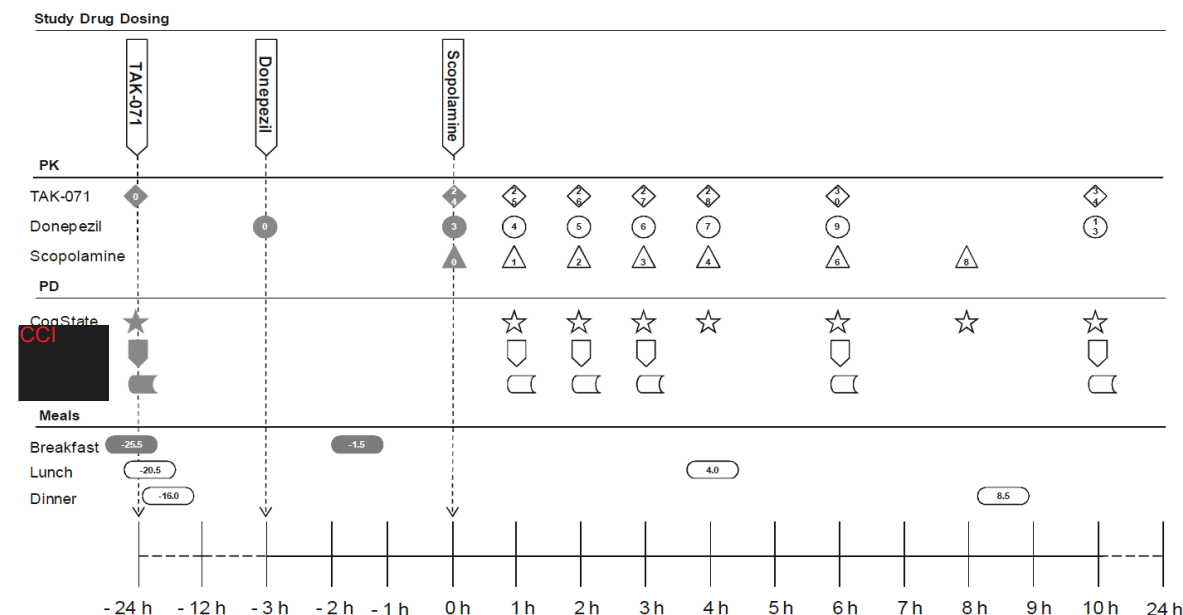 Study Drug Dosing
TAK-071
Donepezil
Scopolamine
PK
TAK-071 0 24 25 26 27 28 30 34
Donepezil 0 3 4 5 6 7 9 13
Scopolamine 0 1 2 3 4 6 8
PD
CogState
CCI
Meals
Breakfast -25.5 -1.5
Lunch -20.5 4.0
Dinner -16.0 8.5
- 24 h - 12 h - 3 h - 2 h - 1 h 0 h 1 h 2 h 3 h 4 h 5 h 6 h 7 h 8 h 9 h 10 h 24 h